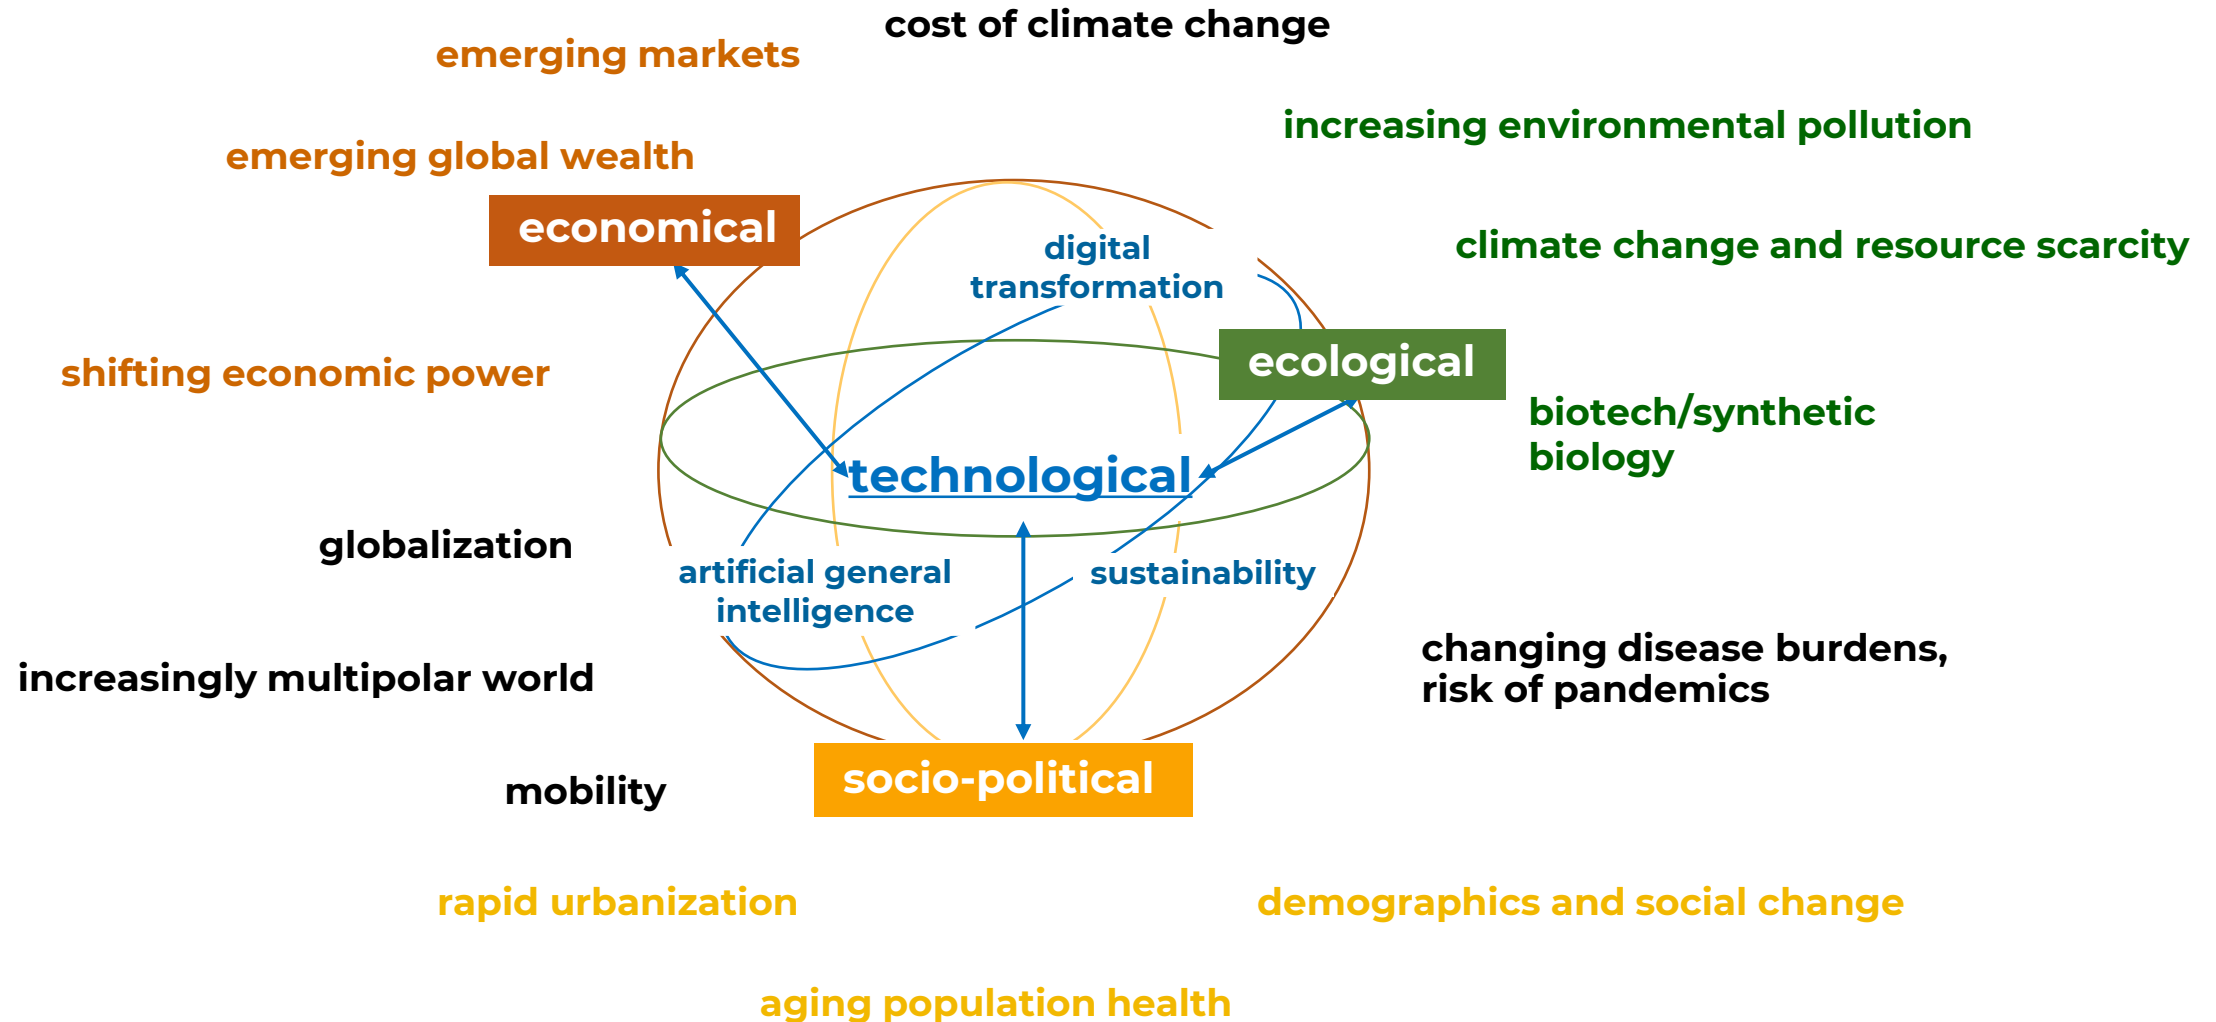 cost of climate change
emerging markets
increasing environmental pollution
emerging global wealth
economical
digital
transformation
climate change and resource scarcity
ecological
shifting economic power
biotech/synthetic
biology
technological
globalization
artificial general
intelligence
sustainability
increasingly multipolar world
changing disease burdens,
risk of pandemics
mobility
socio-political
rapid urbanization
demographics and social change
aging population health